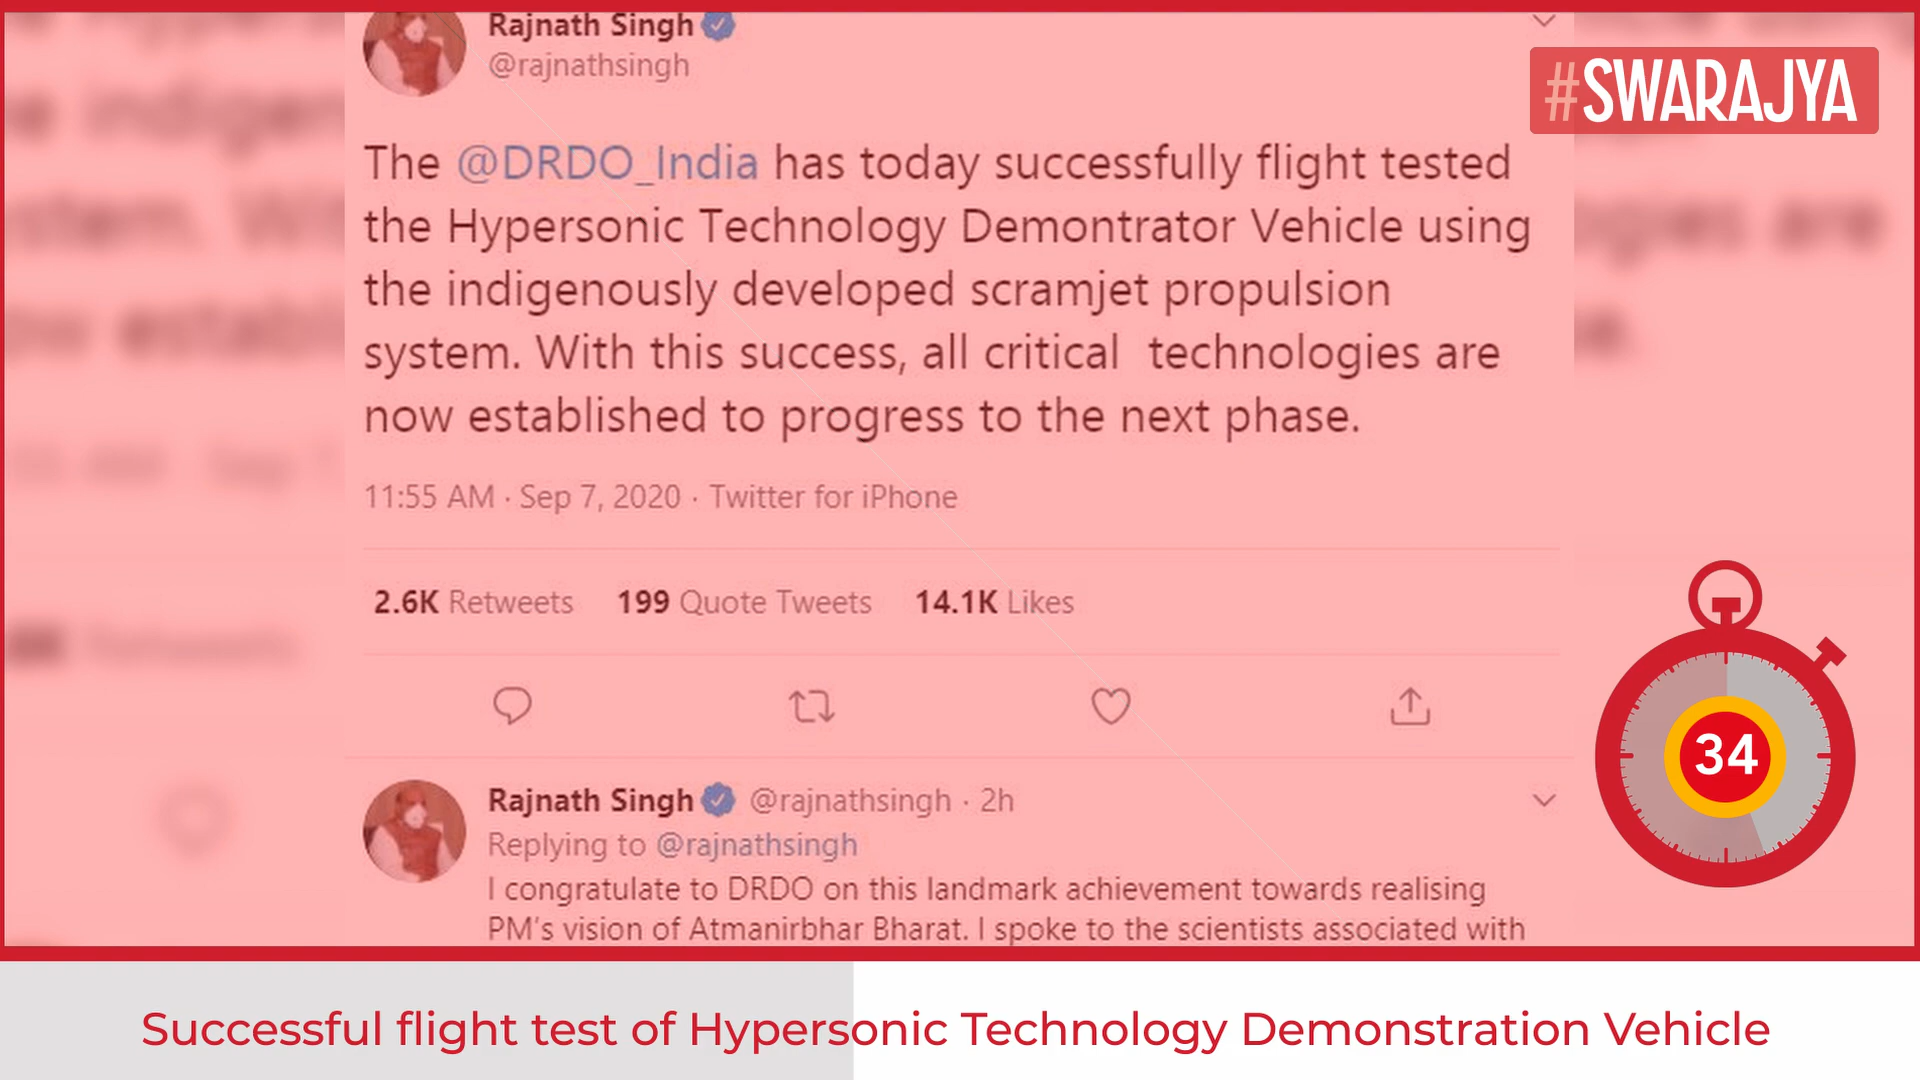 Rajnath Singh
@rajnathsingh
#SWARAJYA
The @DRDO_India has today successfully flight tested
the Hypersonic Technology Demontrator Vehicle using
the indigenously developed scramjet propulsion
system. With this success, all critical technologies are
now established to progress to the next phase.
11:55 AM · Sep 7, 2020 · Twitter for iPhone
2.6K Retweets 199 Quote Tweets 14.1K Likes
34
Rajnath Singh @rajnathsingh · 2h
Replying to @rajnathsingh
I congratulate to DRDO on this landmark achievement towards realising
PM's vision of Atmanirbhar Bharat. I spoke to the scientists associated with
Successful flight test of Hypersonic Technology Demonstration Vehicle